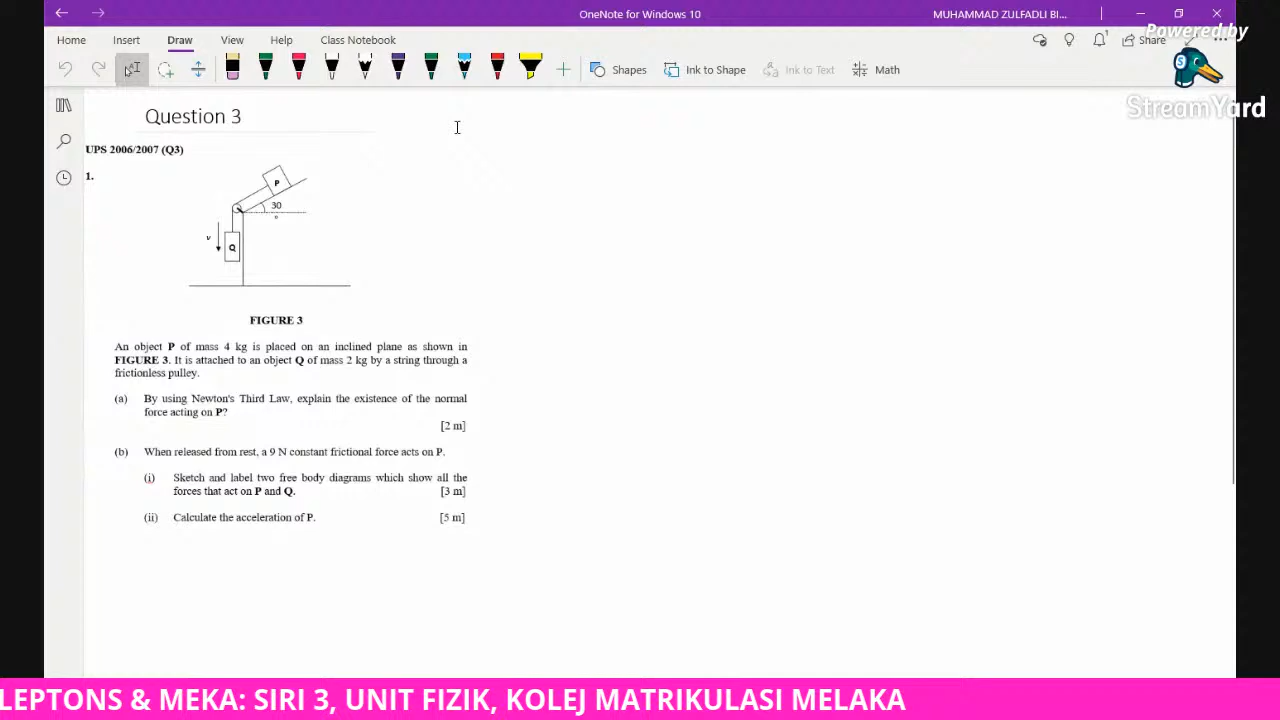 OneNote for Windows 10
MUHAMMAD ZULFADLI BI...
Powered by
Home
Insert
Draw
View
Help
Class Notebook
Share
Shapes
Ink to Shape
Ink to Text
Math
StreamYard
Question 3
UPS 2006/2007 (Q3)
1.
P
30
v
Q
FIGURE 3
An object P of mass 4 kg is placed on an inclined plane as shown in
FIGURE 3. It is attached to an object Q of mass 2 kg by a string through a
frictionless pulley.
(a) By using Newton's Third Law, explain the existence of the normal
force acting on P?
[2 m]
(b) When released from rest, a 9 N constant frictional force acts on P.
(i) Sketch and label two free body diagrams which show all the
forces that act on P and Q. [3 m]
(ii) Calculate the acceleration of P. [5 m]
LEPTONS & MEKA: SIRI 3, UNIT FIZIK, KOLEJ MATRIKULASI MELAKA